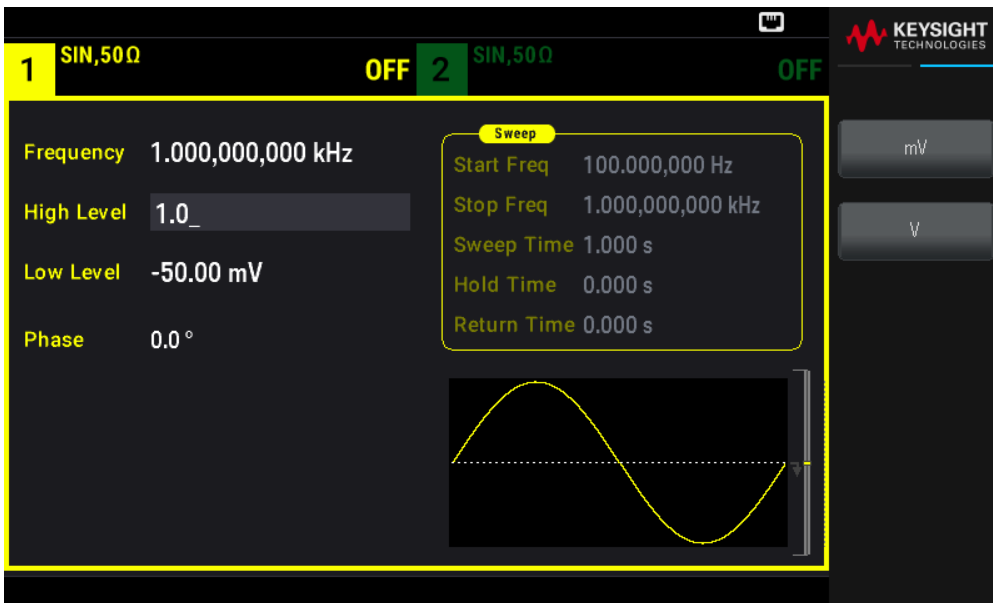 KEYSIGHT
TECHNOLOGIES
1 SIN,50Ω OFF 2 SIN,50Ω OFF
Frequency 1.000,000,000 kHz
High Level 1.0_
Low Level -50.00 mV
Phase 0.0 °
Sweep
Start Freq 100.000,000 Hz
Stop Freq 1.000,000,000 kHz
Sweep Time 1.000 s
Hold Time 0.000 s
Return Time 0.000 s
mV
V